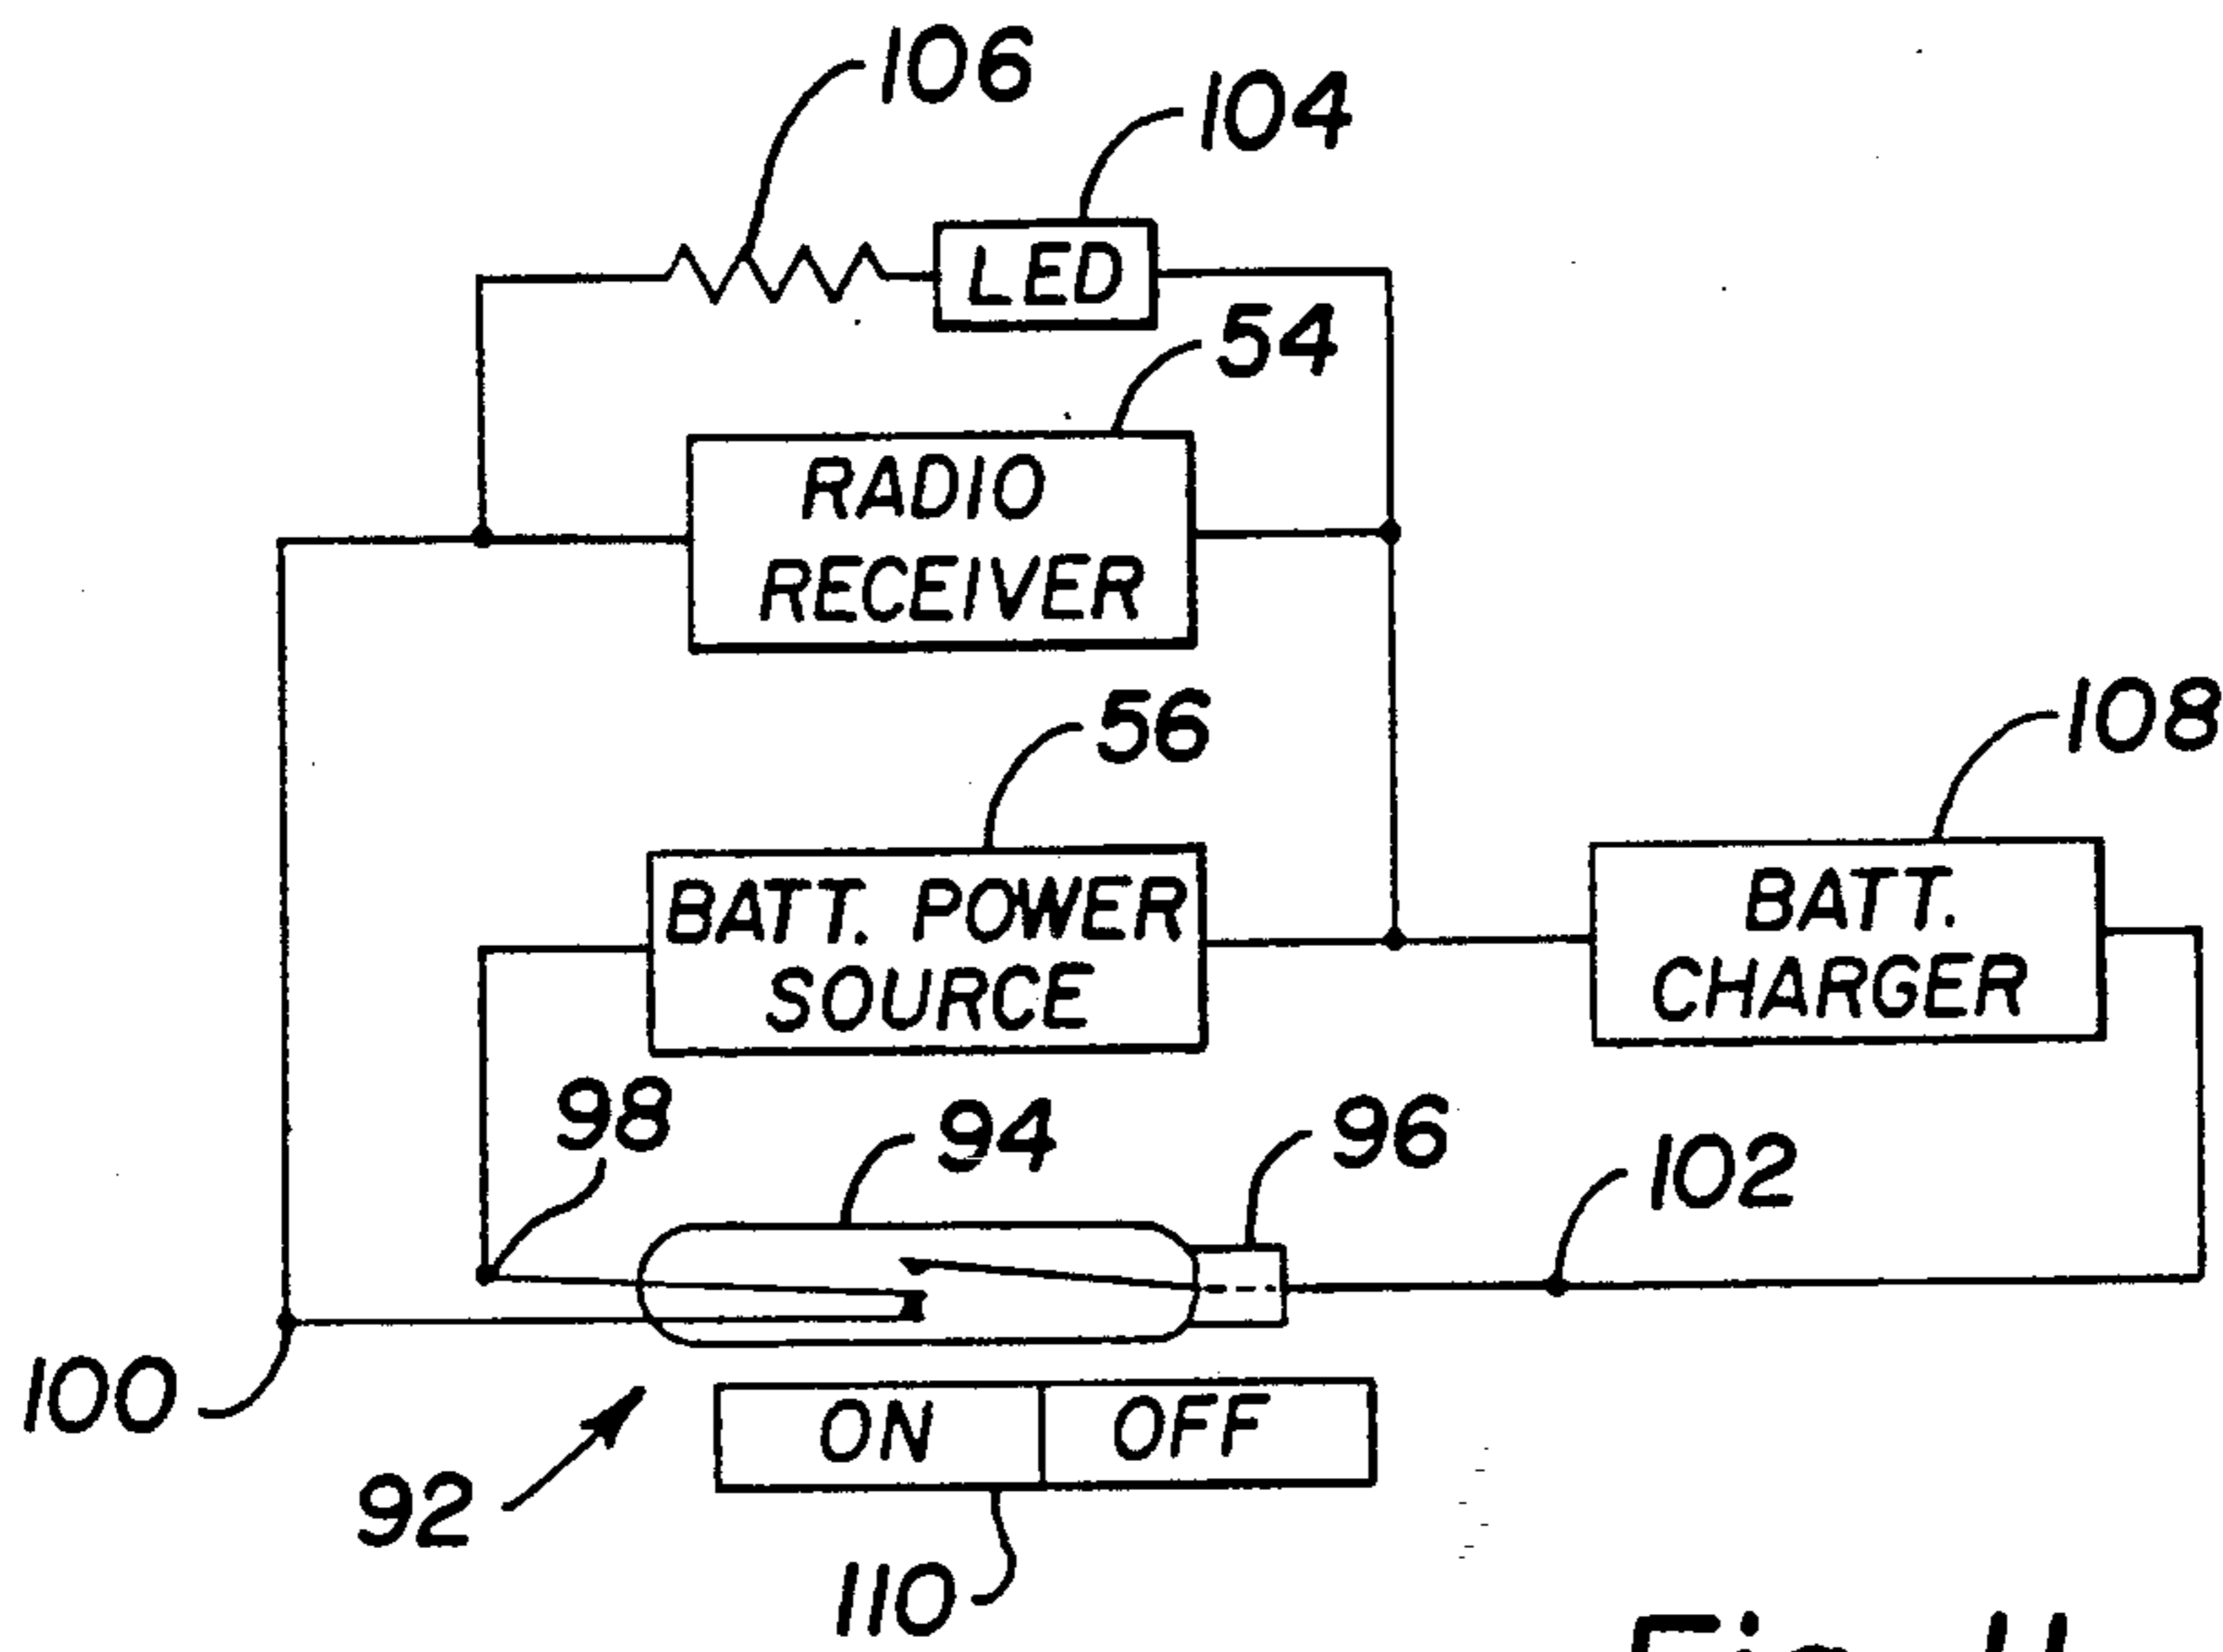 106
104
LED
54
RADIO
RECEIVER
56
108
BATT. POWER
SOURCE
BATT.
CHARGER
98
94
96
102
100
ON
OFF
92
110